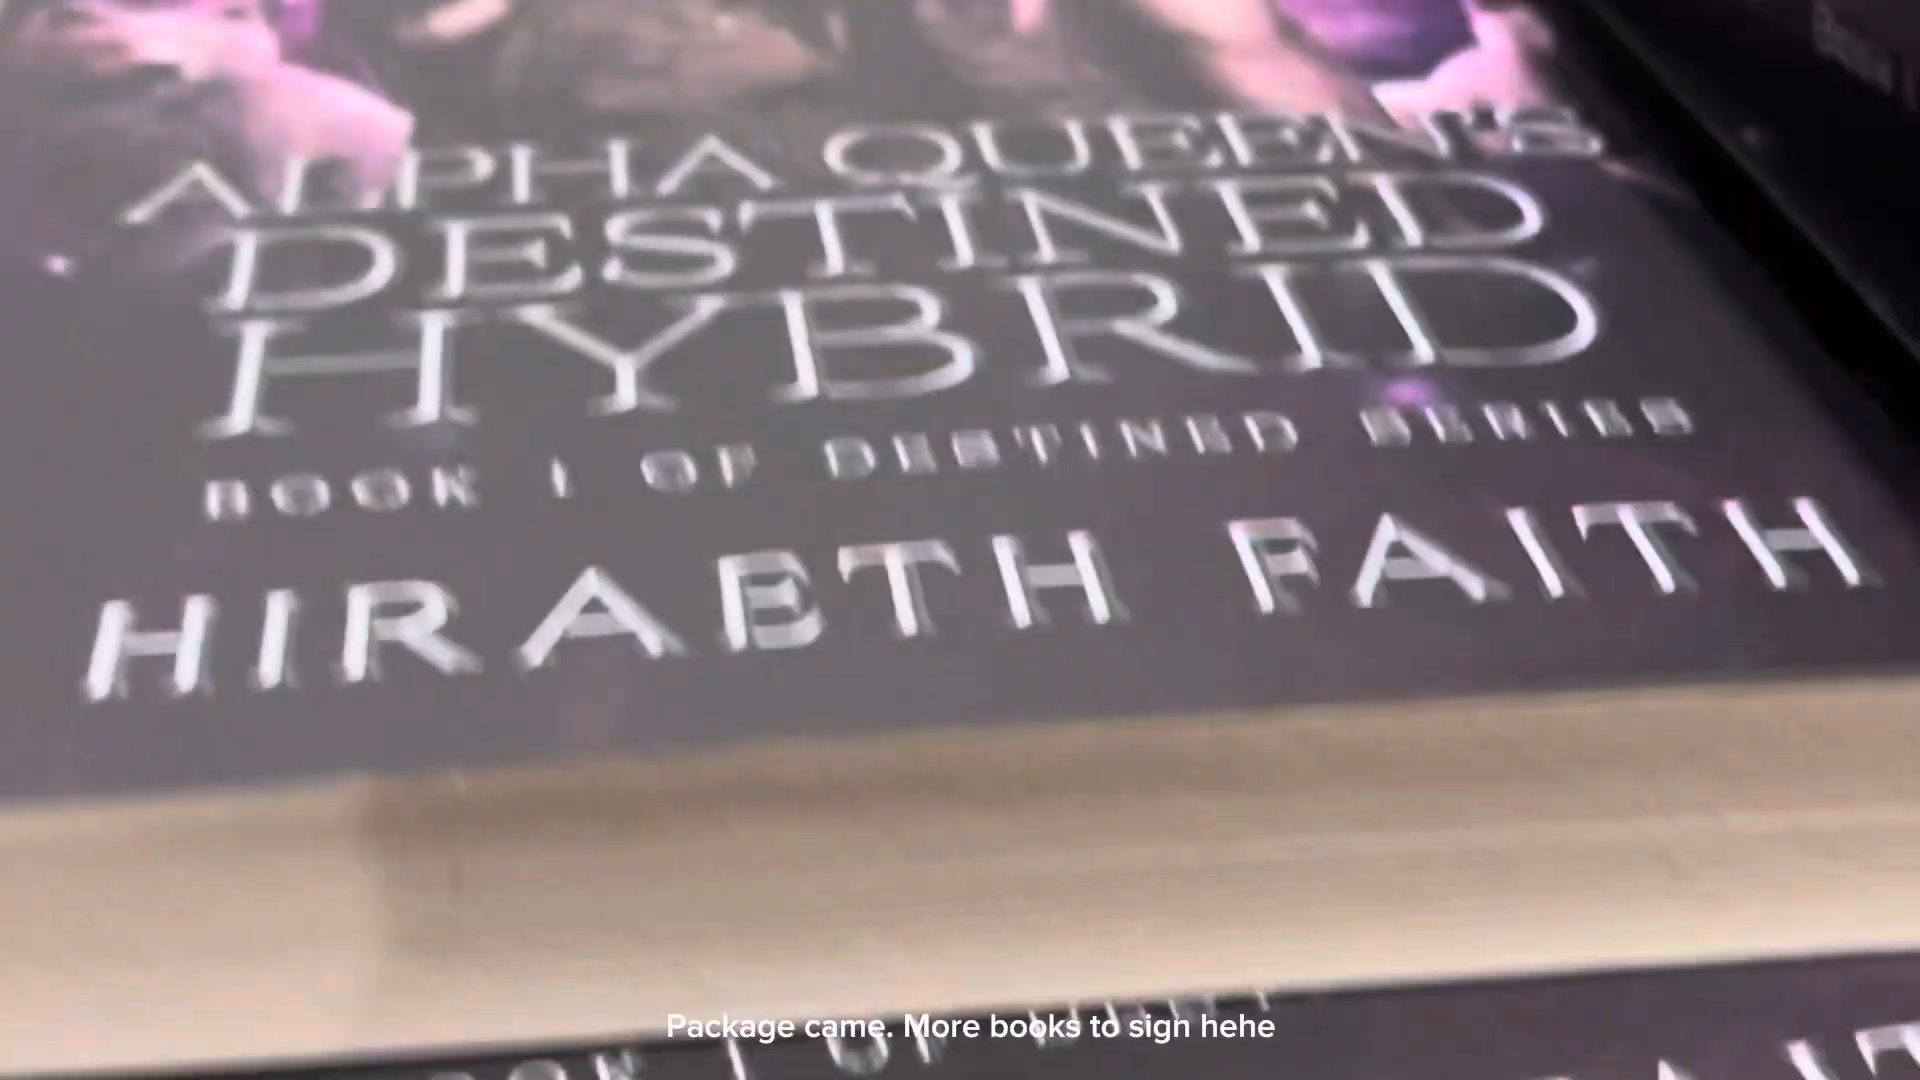 ALPHA QUEEN'S
DESTINED
HYBRID
BOOK 1 OF DESTINED SERIES
HIRAETH FAITH
Package came. More books to sign hehe